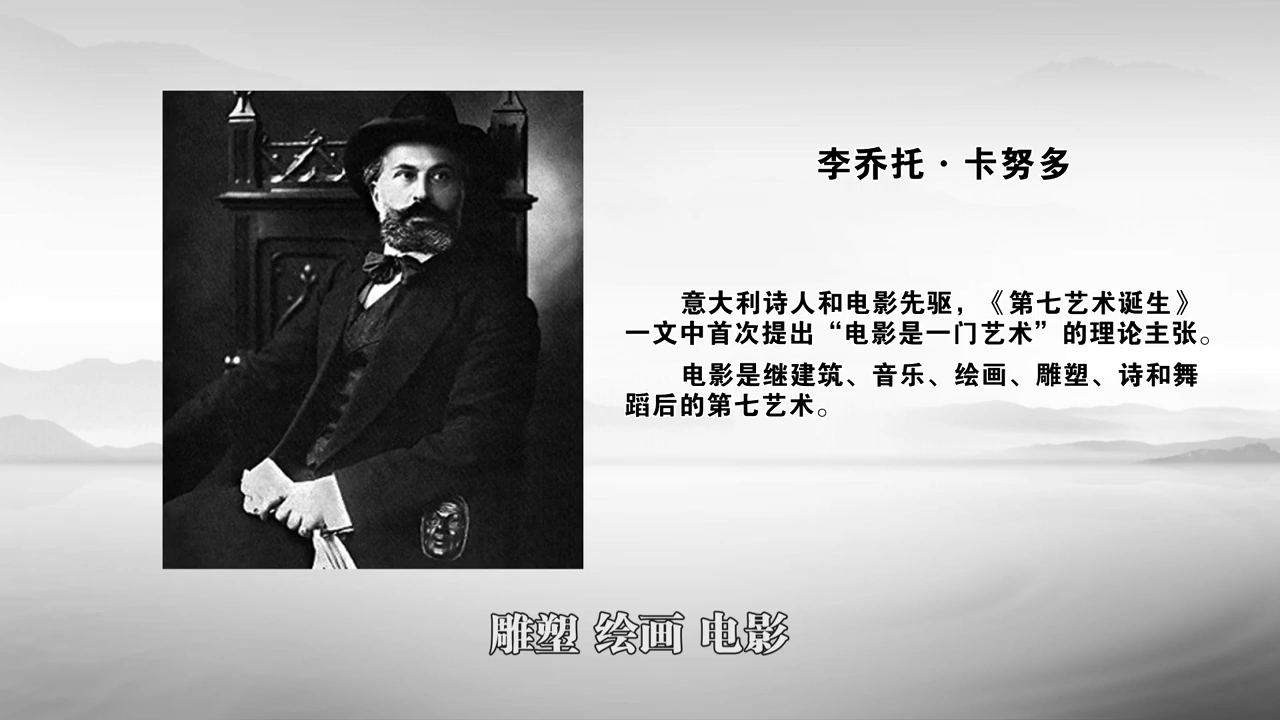 李乔托·卡努多
意大利诗人和电影先驱，《第七艺术诞生》
一文中首次提出“电影是一门艺术”的理论主张。
电影是继建筑、音乐、绘画、雕塑、诗和舞
蹈后的第七艺术。
雕塑 绘画 电影